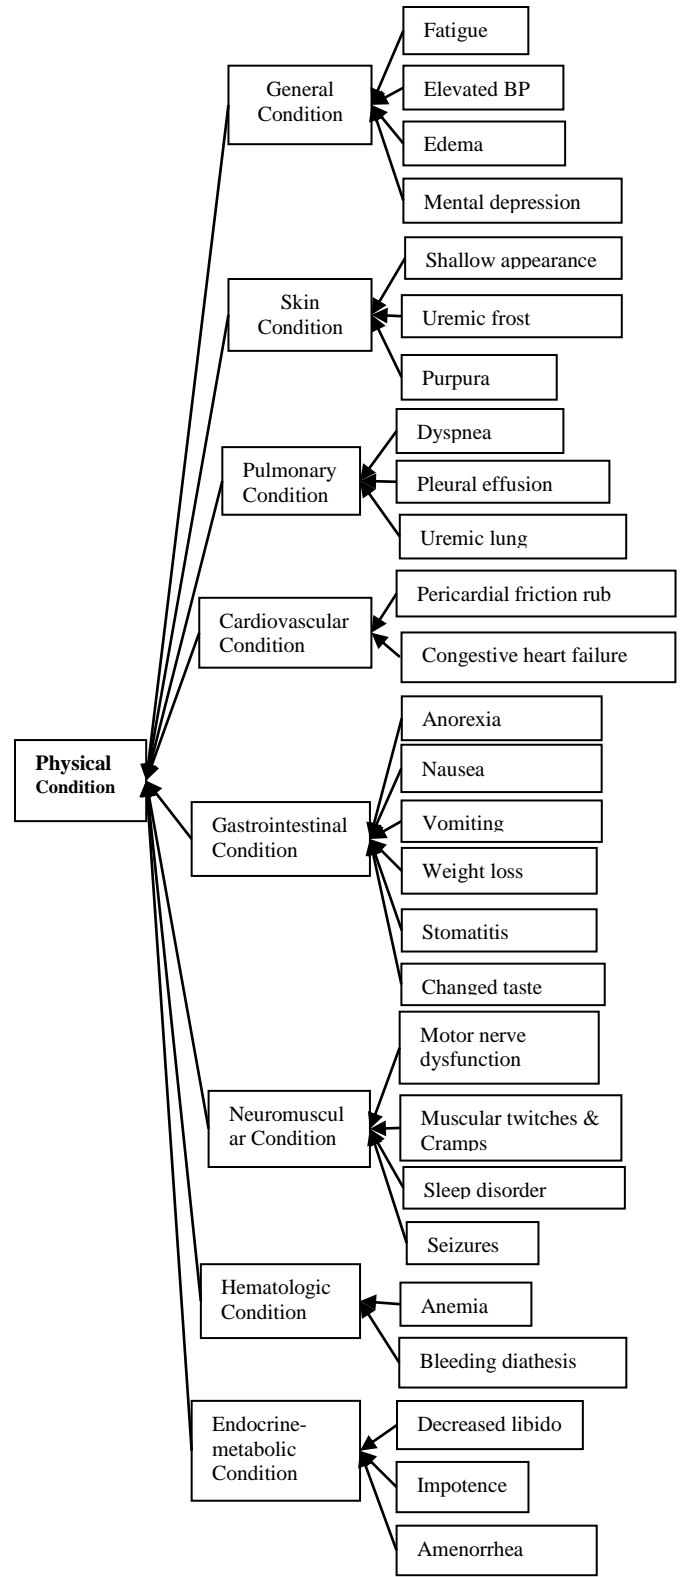 Fatigue
General
Condition
Elevated BP
Edema
Mental depression
Shallow appearance
Skin
Condition
Uremic frost
Purpura
Dyspnea
Pulmonary
Condition
Pleural effusion
Uremic lung
Pericardial friction rub
Cardiovascular
Condition
Congestive heart failure
Anorexia
Physical
Condition
Nausea
Gastrointestinal
Condition
Vomiting
Weight loss
Stomatitis
Changed taste
Motor nerve
dysfunction
Neuromuscul
ar Condition
Muscular twitches &
Cramps
Sleep disorder
Seizures
Hematologic
Condition
Anemia
Bleeding diathesis
Endocrine-
metabolic
Condition
Decreased libido
Impotence
Amenorrhea